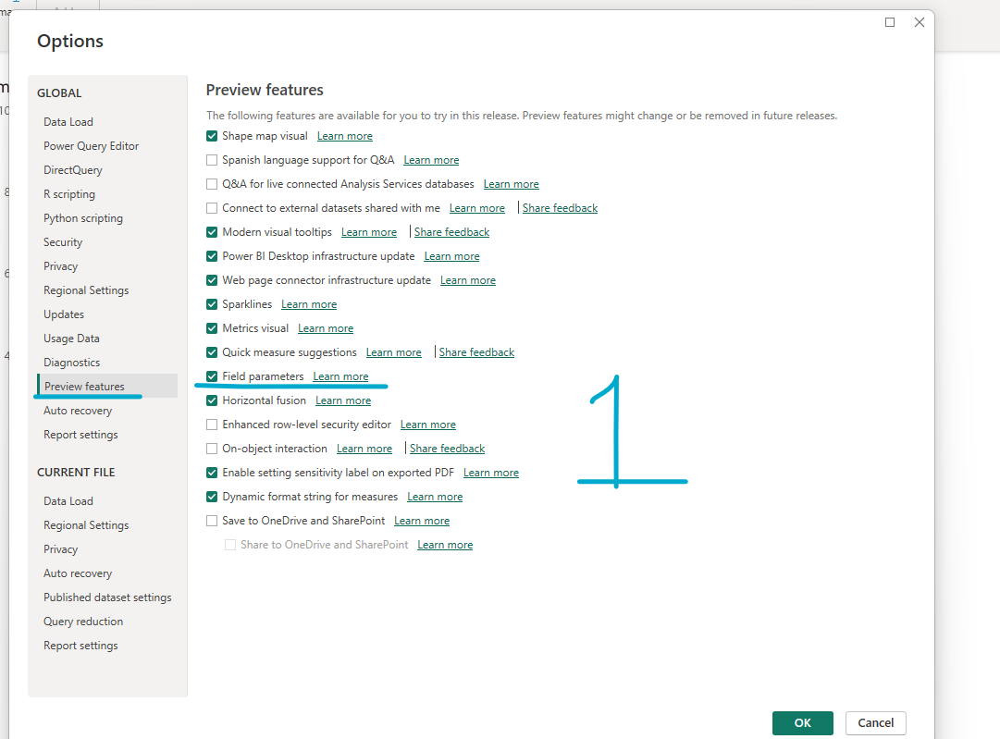 Options
GLOBAL
Data Load
Power Query Editor
DirectQuery
R scripting
Python scripting
Security
Privacy
Regional Settings
Updates
Usage Data
Diagnostics
Preview features
Auto recovery
Report settings
CURRENT FILE
Data Load
Regional Settings
Privacy
Auto recovery
Published dataset settings
Query reduction
Report settings
Preview features
The following features are available for you to try in this release. Preview features might change or be removed in future releases.
Shape map visual Learn more
Spanish language support for Q&A Learn more
Q&A for live connected Analysis Services databases Learn more
Connect to external datasets shared with me Learn more | Share feedback
Modern visual tooltips Learn more | Share feedback
Power BI Desktop infrastructure update Learn more
Web page connector infrastructure update Learn more
Sparklines Learn more
Metrics visual Learn more
Quick measure suggestions Learn more | Share feedback
Field parameters Learn more
Horizontal fusion Learn more
Enhanced row-level security editor Learn more
On-object interaction Learn more | Share feedback
Enable setting sensitivity label on exported PDF Learn more
Dynamic format string for measures Learn more
Save to OneDrive and SharePoint Learn more
Share to OneDrive and SharePoint Learn more
1
OK Cancel